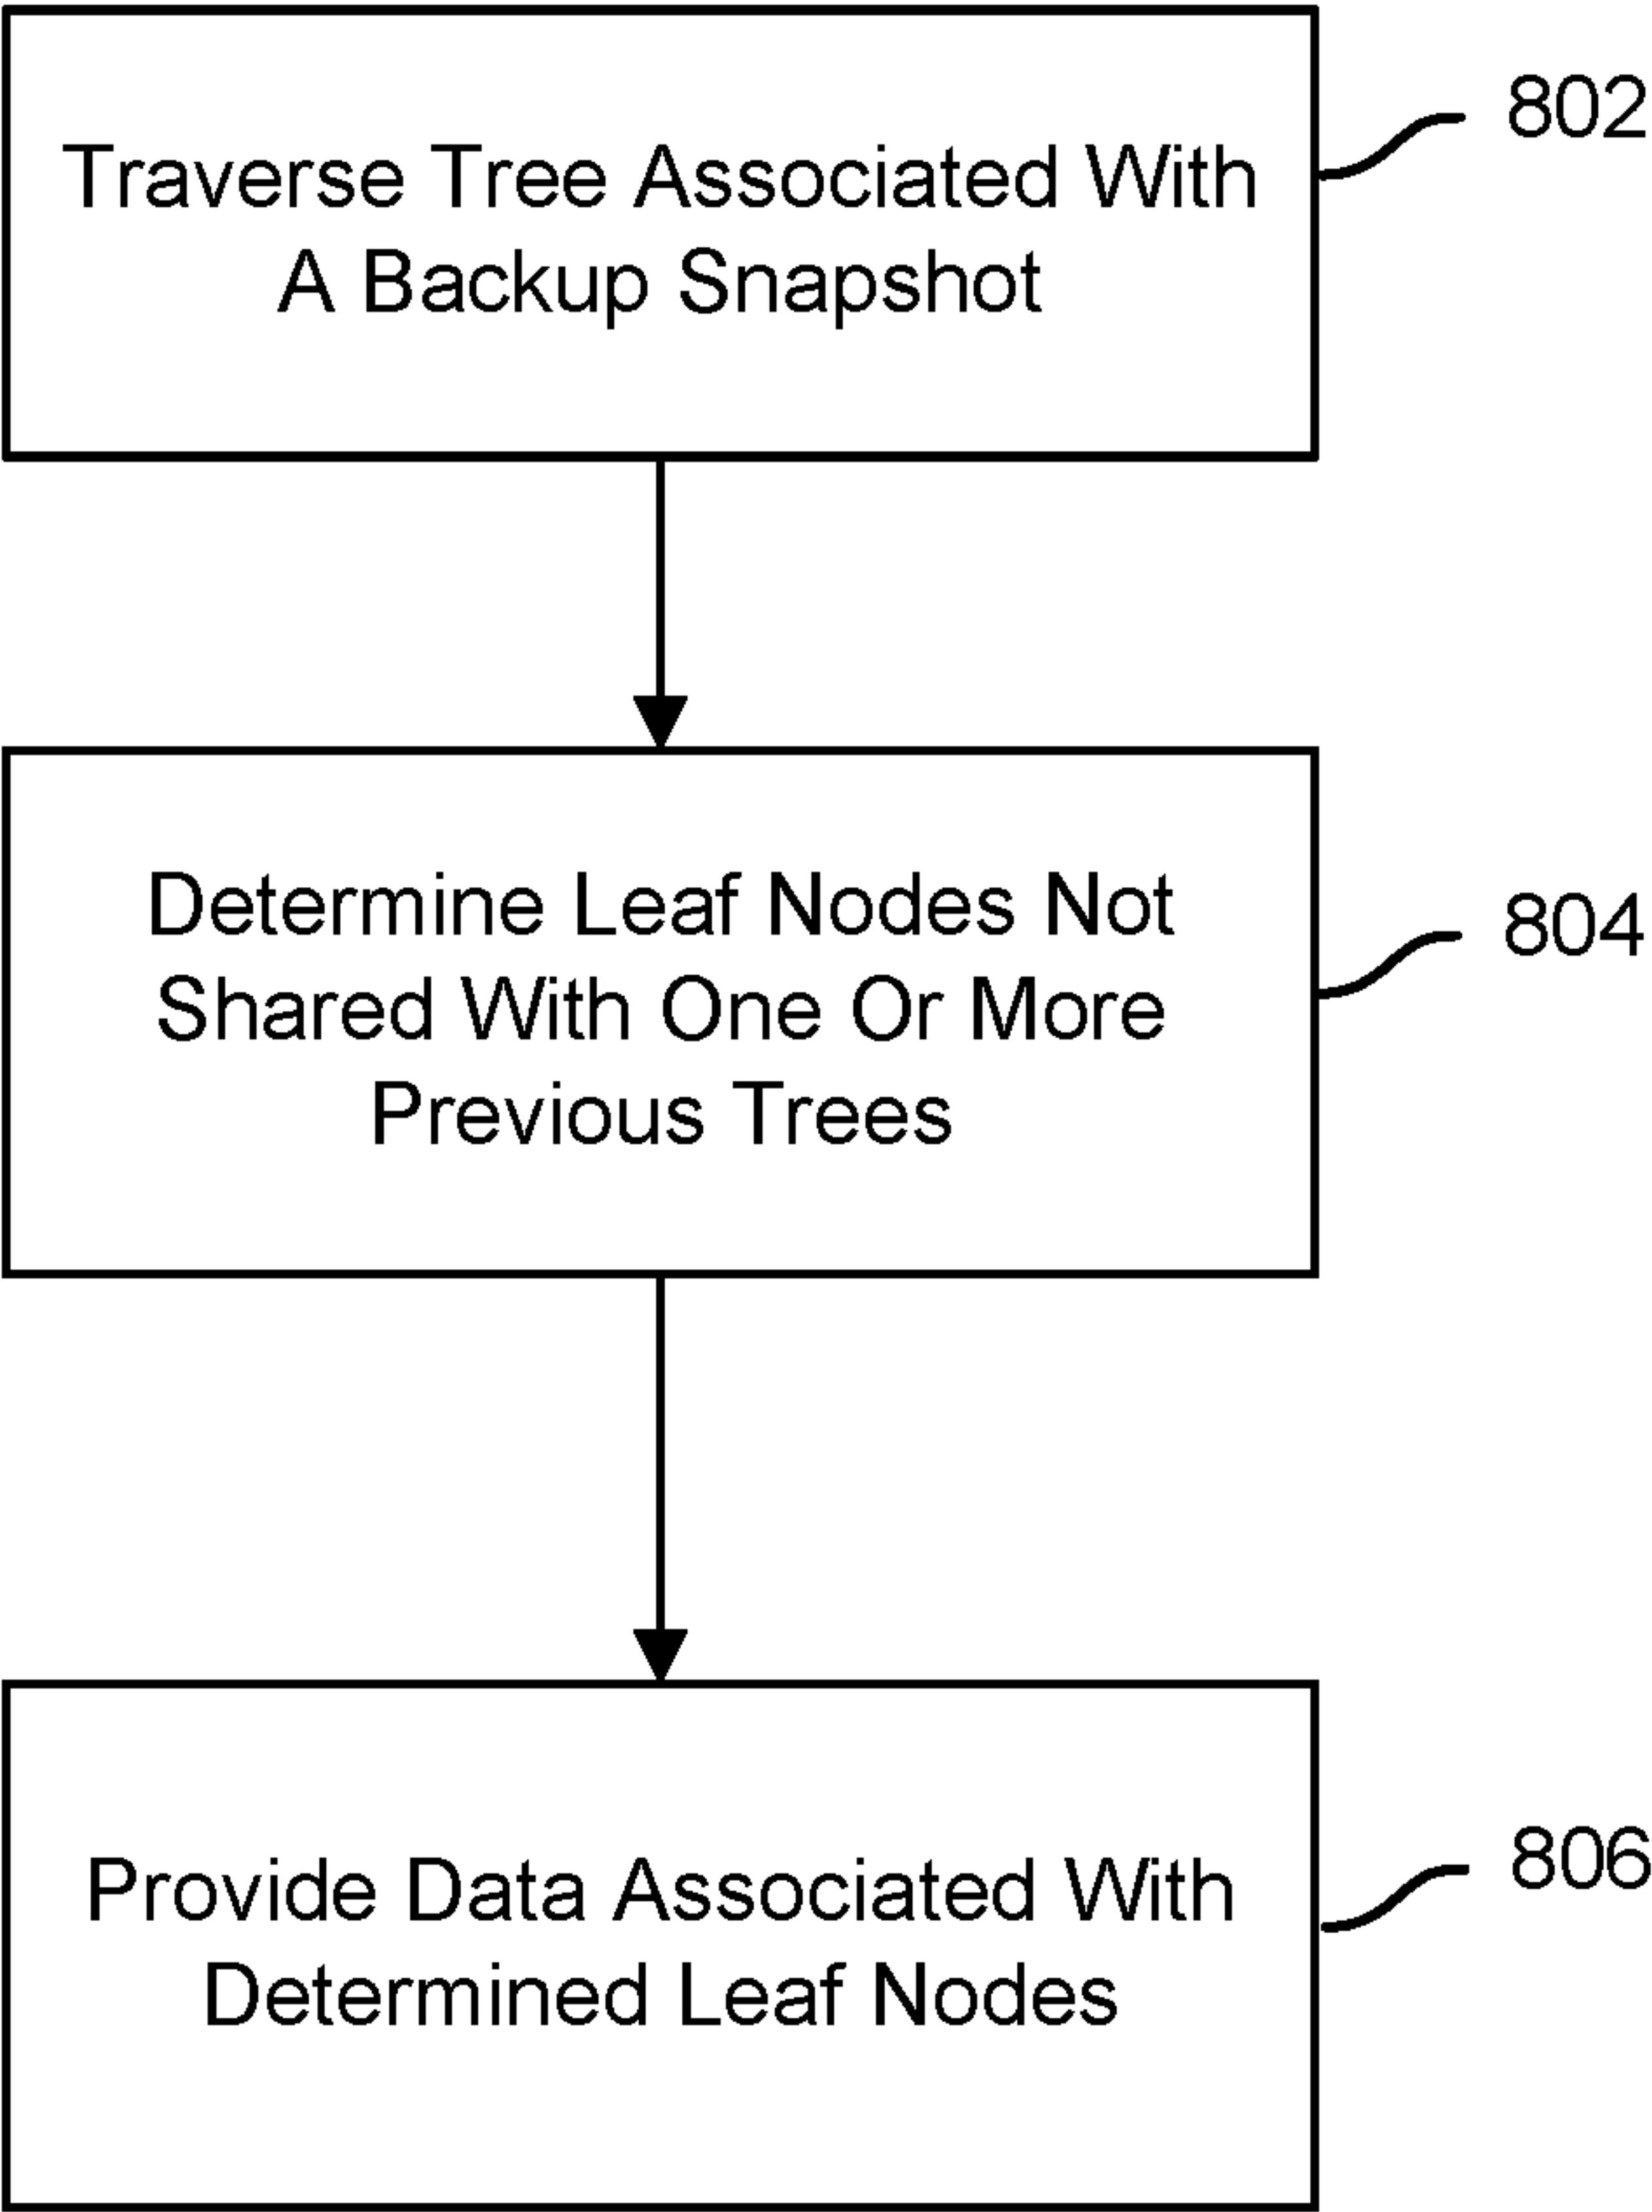 Traverse Tree Associated With
A Backup Snapshot
802
Determine Leaf Nodes Not
Shared With One Or More
Previous Trees
804
Provide Data Associated With
Determined Leaf Nodes
806